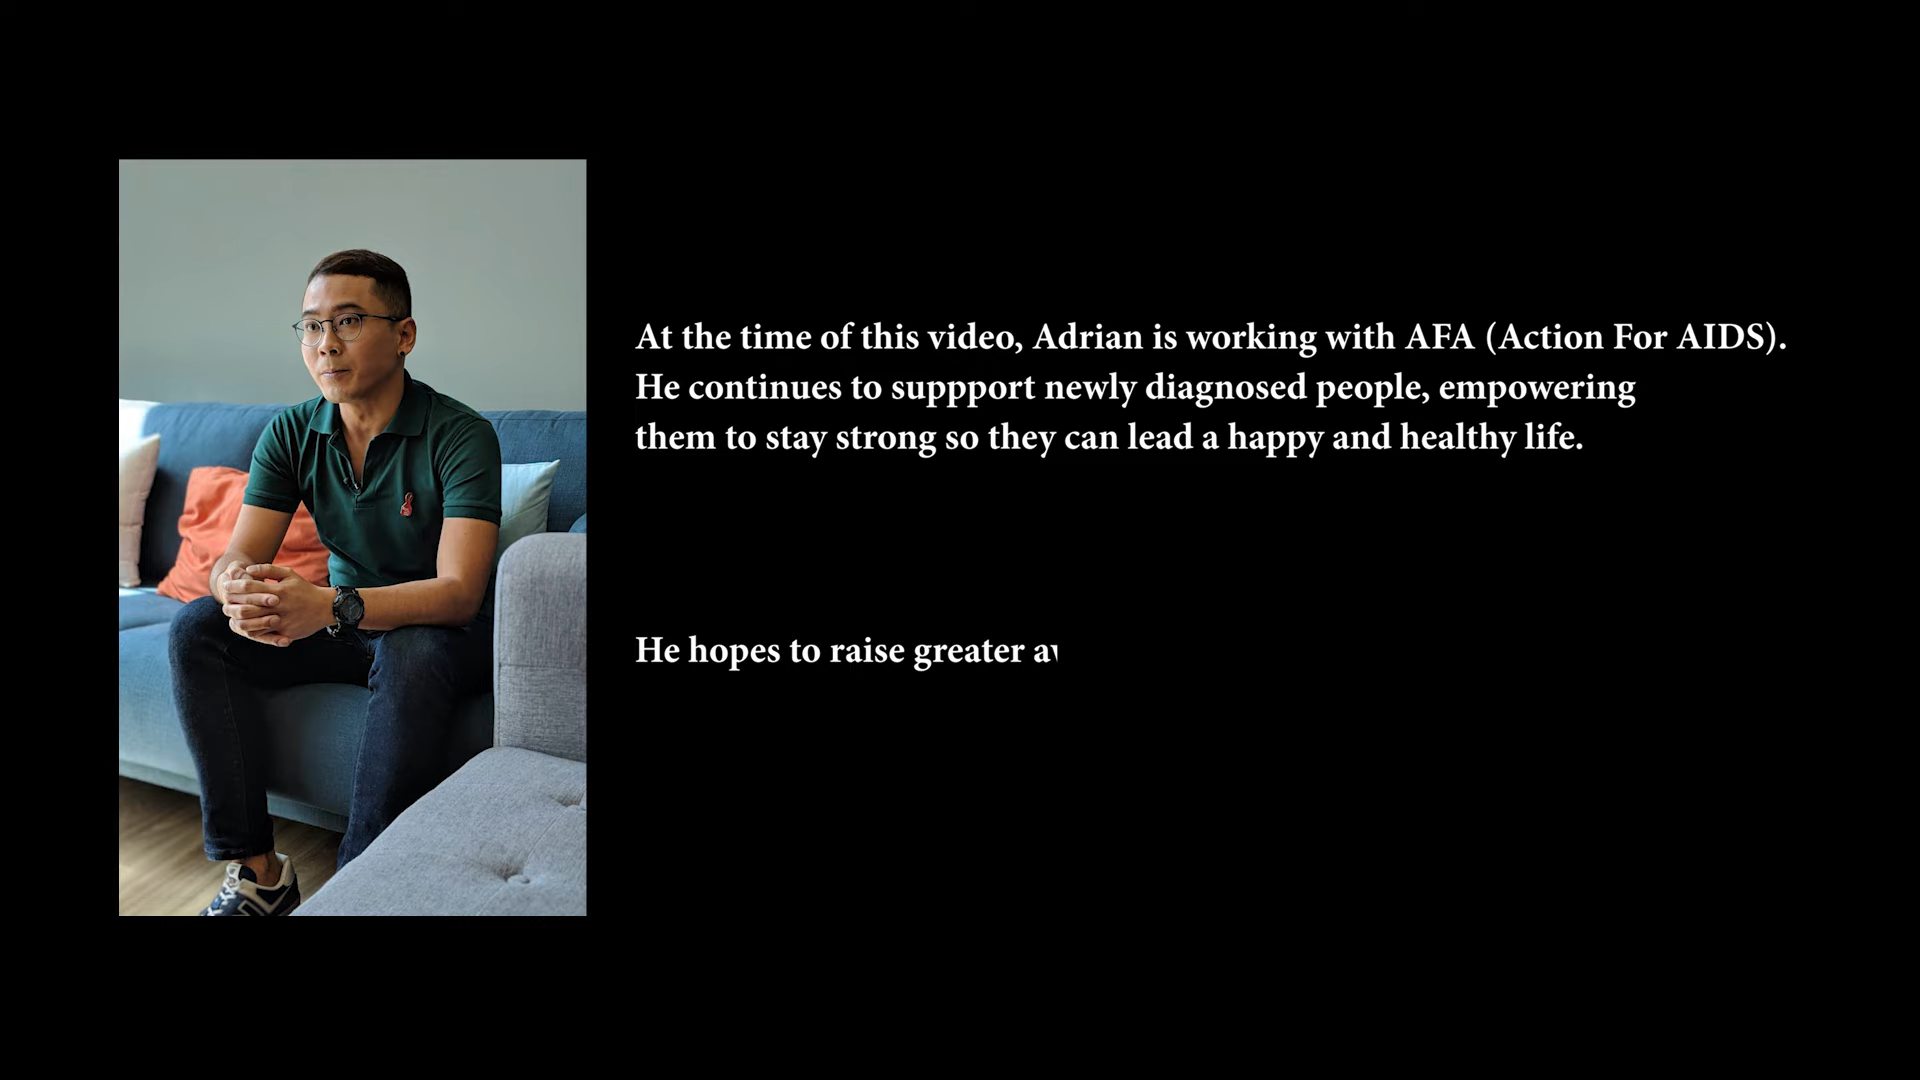 At the time of this video, Adrian is working with AFA (Action For AIDS).
He continues to suppport newly diagnosed people, empowering
them to stay strong so they can lead a happy and healthy life.
He hopes to raise greater